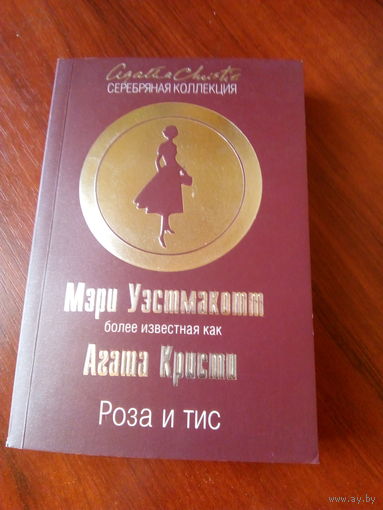 Agatha Christie
СЕРЕБРЯНАЯ КОЛЛЕКЦИЯ
Мэри Уэстмакотт
более известная как
Агата Кристи
Роза и тис
www.ay.by